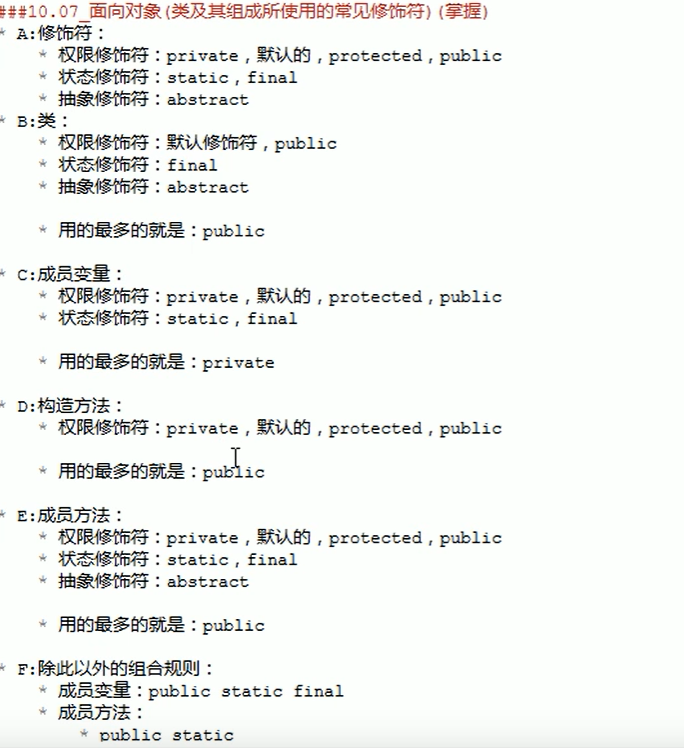 ###10.07_面向对象(类及其组成所使用的常见修饰符)(掌握)
* A:修饰符：
* 权限修饰符：private，默认的，protected，public
* 状态修饰符：static，final
* 抽象修饰符：abstract
* B:类：
* 权限修饰符：默认修饰符，public
* 状态修饰符：final
* 抽象修饰符：abstract
* 用的最多的就是：public
* C:成员变量：
* 权限修饰符：private，默认的，protected，public
* 状态修饰符：static，final
* 用的最多的就是：private
* D:构造方法：
* 权限修饰符：private，默认的，protected，public
* 用的最多的就是：public
* E:成员方法：
* 权限修饰符：private，默认的，protected，public
* 状态修饰符：static，final
* 抽象修饰符：abstract
* 用的最多的就是：public
* F:除此以外的组合规则：
* 成员变量：public static final
* 成员方法：
* public static